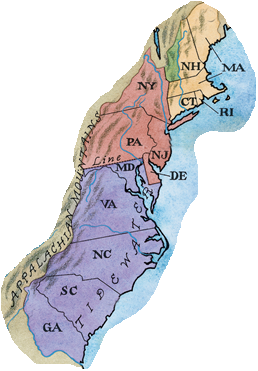 NH
MA
NY
CT
RI
PA
NJ
Line
MD
DE
VA
APPALACHIAN MOUNTAINS
TIDEWATER
NC
SC
GA